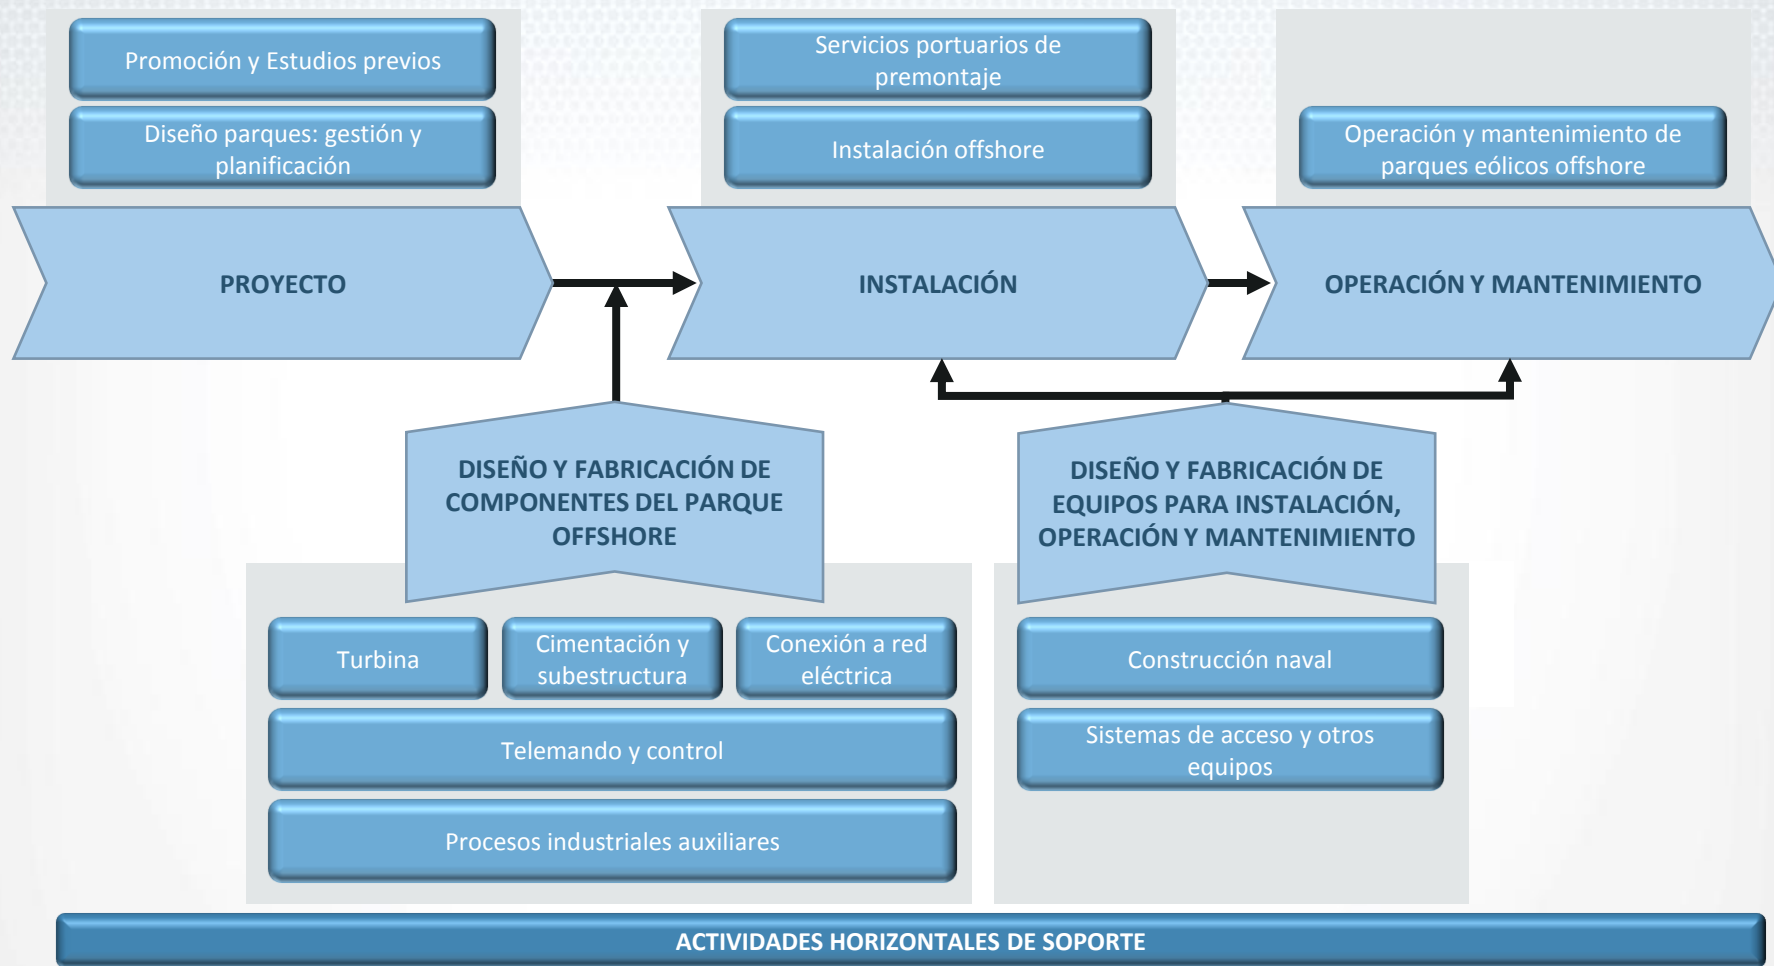 Promoción y Estudios previos
Diseño parques: gestión y
planificación
Servicios portuarios de
premontaje
Instalación offshore
Operación y mantenimiento de
parques eólicos offshore
PROYECTO
INSTALACIÓN
OPERACIÓN Y MANTENIMIENTO
DISEÑO Y FABRICACIÓN DE
COMPONENTES DEL PARQUE
OFFSHORE
DISEÑO Y FABRICACIÓN DE
EQUIPOS PARA INSTALACIÓN,
OPERACIÓN Y MANTENIMIENTO
Turbina
Cimentación y
subestructura
Conexión a red
eléctrica
Telemando y control
Procesos industriales auxiliares
Construcción naval
Sistemas de acceso y otros
equipos
ACTIVIDADES HORIZONTALES DE SOPORTE